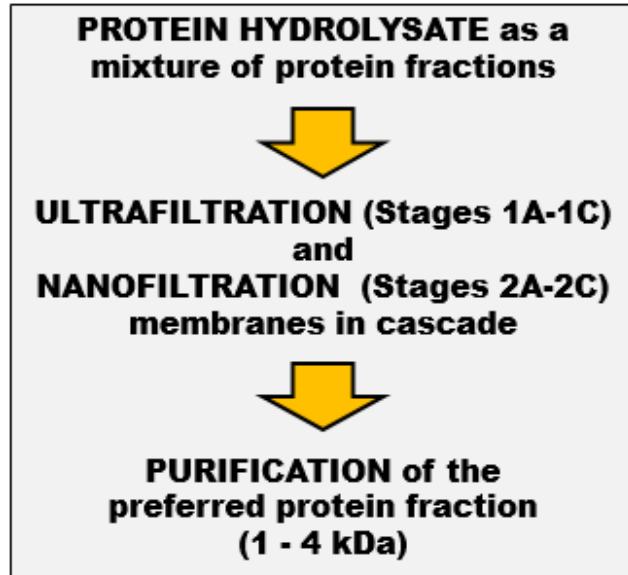 PROTEIN HYDROLYSATE as a
mixture of protein fractions
ULTRAFILTRATION (Stages 1A-1C)
and
NANOFILTRATION (Stages 2A-2C)
membranes in cascade
PURIFICATION of the
preferred protein fraction
(1 - 4 kDa)